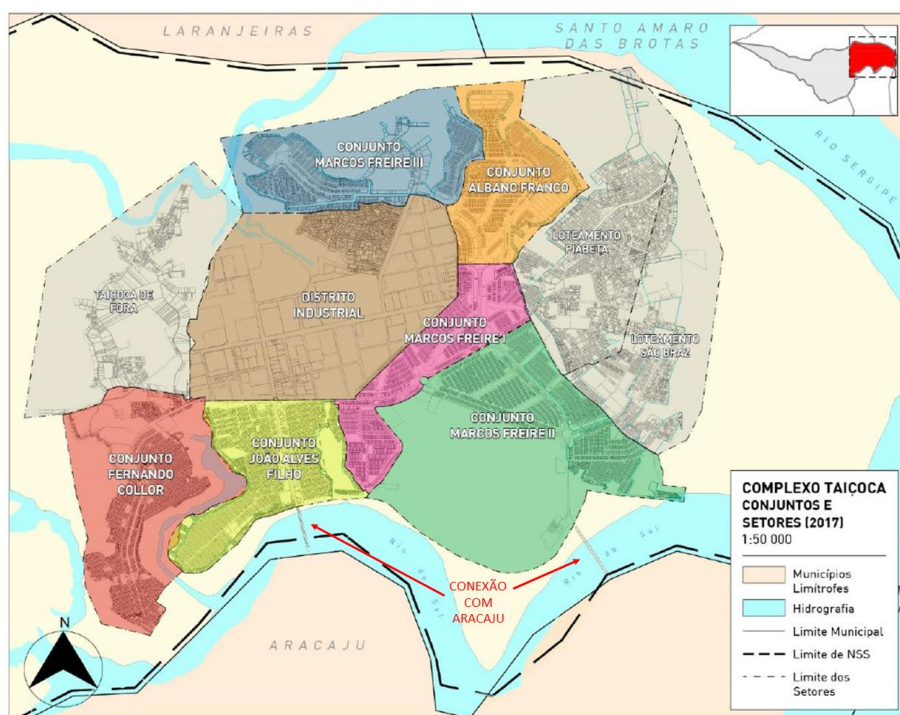 LARANJEIRAS
SANTO AMARO
DAS BROTAS
RIO SERGIPE
CONJUNTO
MARCOS FREIRE III
CONJUNTO
ALBANO FRANCO
LOTEAMENTO
PIABETA
TAIÇOCA DE
FORA
DISTRITO
INDUSTRIAL
CONJUNTO
MARCOS FREIRE I
LOTEAMENTO
SÃO BRAZ
CONJUNTO
MARCOS FREIRE II
CONJUNTO
JOÃO ALVES
FILHO
CONJUNTO
FERNANDO
COLLOR
Rio do Sal
Rio do Sal
CONEXÃO
COM
ARACAJU
ARACAJU
N
COMPLEXO TAIÇOCA
CONJUNTOS E
SETORES (2017)
1:50 000
Municípios
Limítrofes
Hidrografia
Limite Municipal
Limite de NSS
Limite dos
Setores